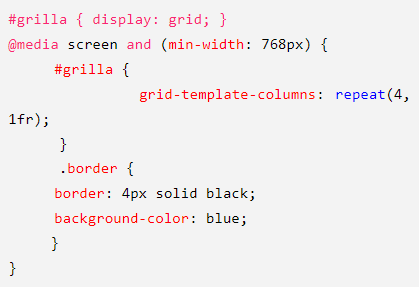 #grilla { display: grid; }
@media screen and (min-width: 768px) {
#grilla {
grid-template-columns: repeat(4,
1fr);
}
.border {
border: 4px solid black;
background-color: blue;
}
}